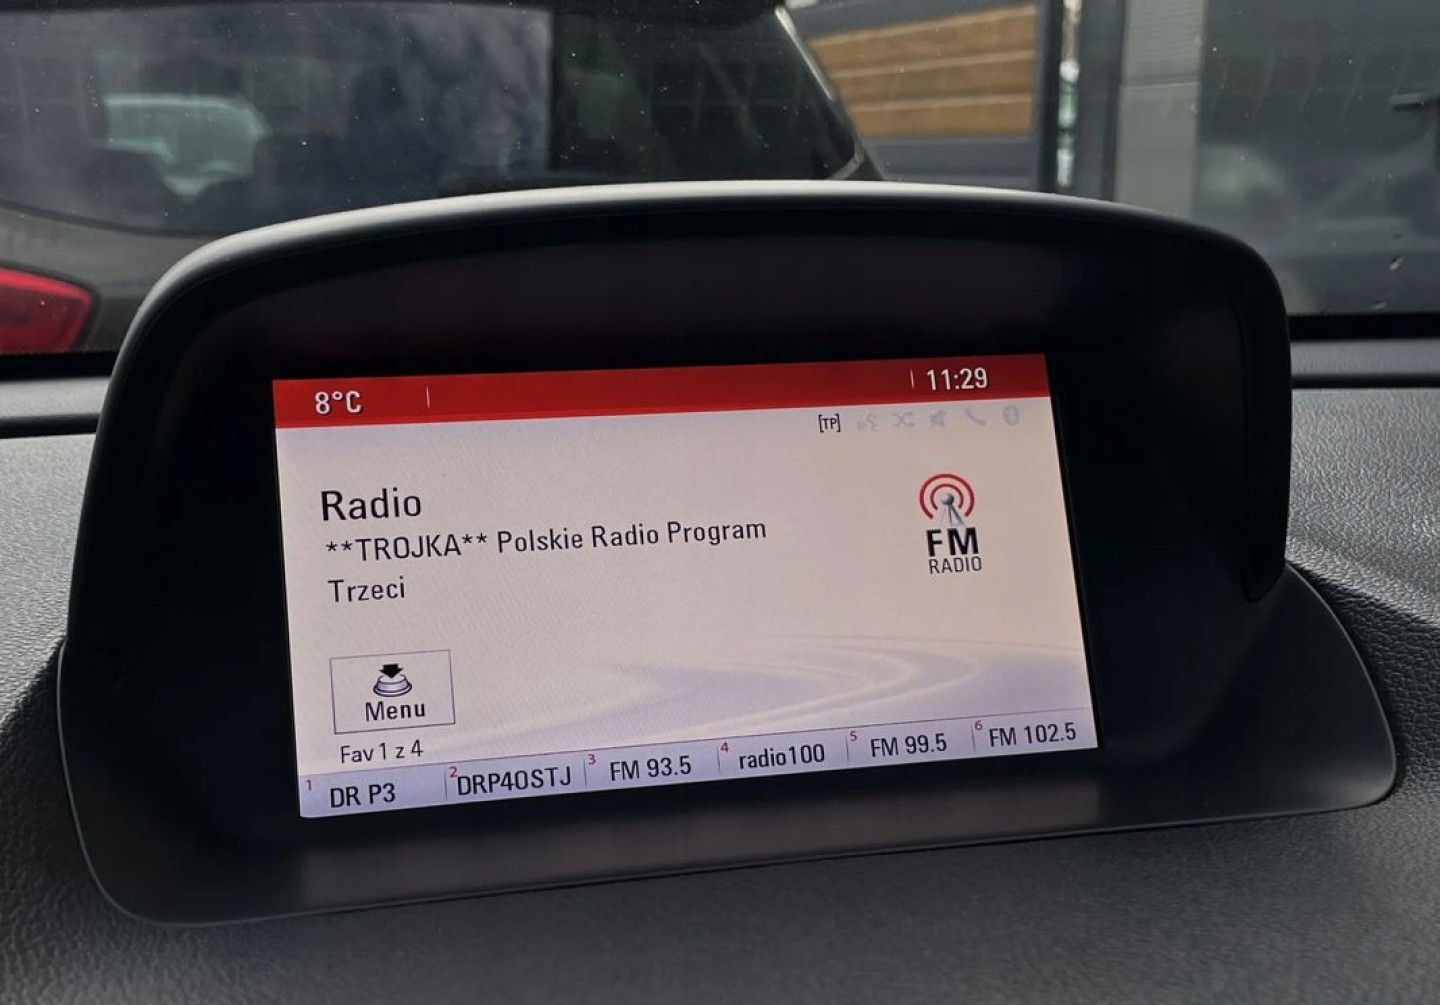 8°C
11:29
[TP]
Radio
**TROJKA** Polskie Radio Program
Trzeci
FM
RADIO
Menu
Fav 1 z 4
1 DR P3
2 DRP4OSTJ
3 FM 93.5
4 radio100
5 FM 99.5
6 FM 102.5